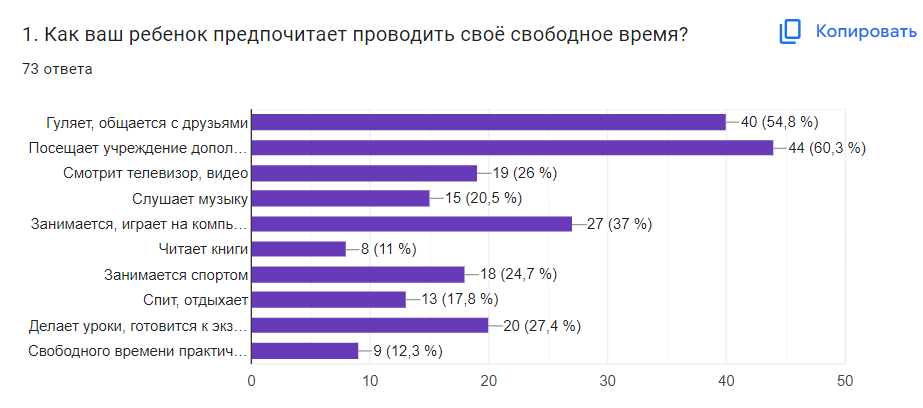 1. Как ваш ребенок предпочитает проводить своё свободное время?
Копировать
73 ответа
Гуляет, общается с друзьями 40 (54,8 %)
Посещает учреждение допол… 44 (60,3 %)
Смотрит телевизор, видео 19 (26 %)
Слушает музыку 15 (20,5 %)
Занимается, играет на компь… 27 (37 %)
Читает книги 8 (11 %)
Занимается спортом 18 (24,7 %)
Спит, отдыхает 13 (17,8 %)
Делает уроки, готовится к экз… 20 (27,4 %)
Свободного времени практич… 9 (12,3 %)
0 10 20 30 40 50